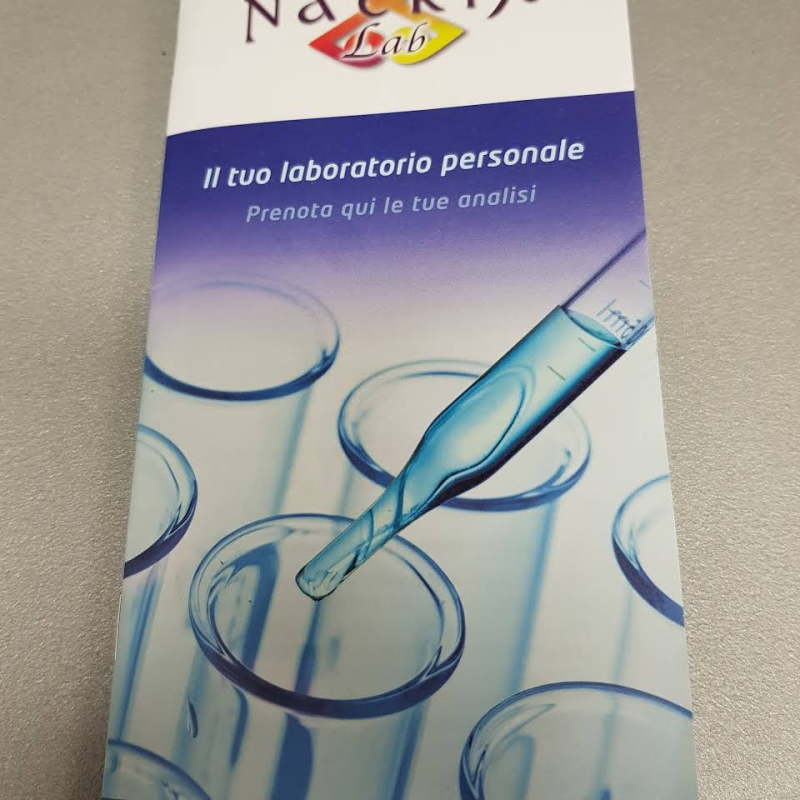 Lab
Il tuo laboratorio personale
Prenota qui le tue analisi